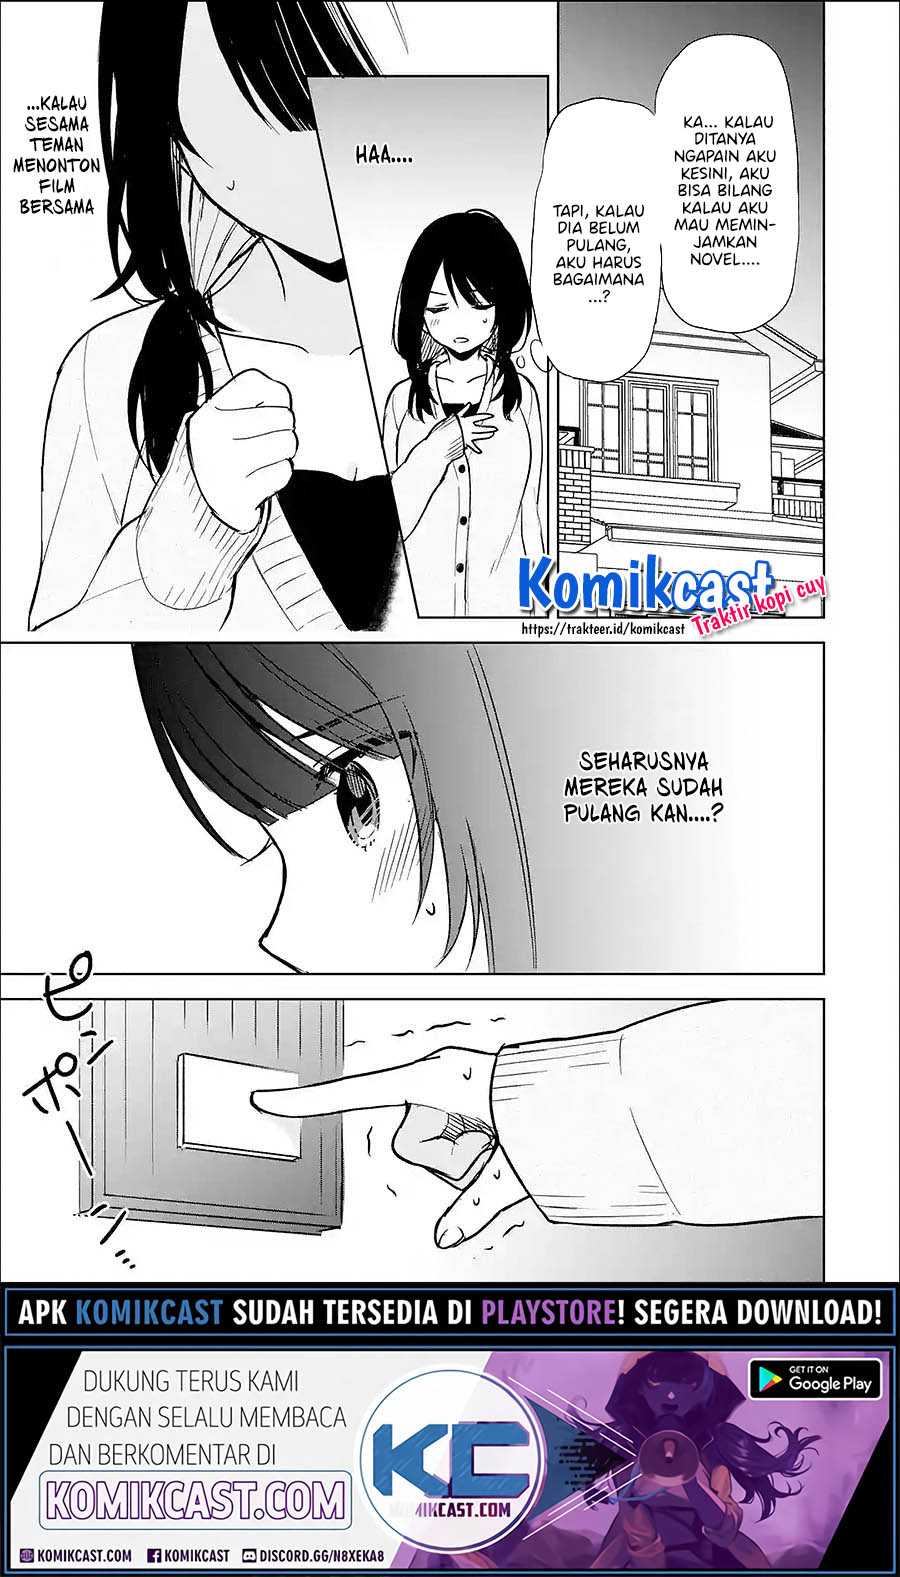 KA... KALAU
DITANYA
NGAPAIN AKU
KESINI, AKU
BISA BILANG
KALAU AKU
MAU MEMIN-
JAMKAN
NOVEL....
TAPI, KALAU
DIA BELUM
PULANG,
AKU HARUS
BAGAIMANA
...?
HAA....
...KALAU
SESAMA
TEMAN
MENONTON
FILM
BERSAMA
Komikcast
Traktir kopi cuy
https://trakteer.id/komikcast
SEHARUSNYA
MEREKA SUDAH
PULANG KAN....?
ピンポーン...
APK KOMIKCAST SUDAH TERSEDIA DI PLAYSTORE! SEGERA DOWNLOAD!
DUKUNG TERUS KAMI
DENGAN SELALU MEMBACA
DAN BERKOMENTAR DI
KOMIKCAST.COM
KOMIKCAST.COM KOMIKCAST DISCORD.GG/N8XEKA8
KC
KOMIKCAST.COM
GET IT ON
Google Play